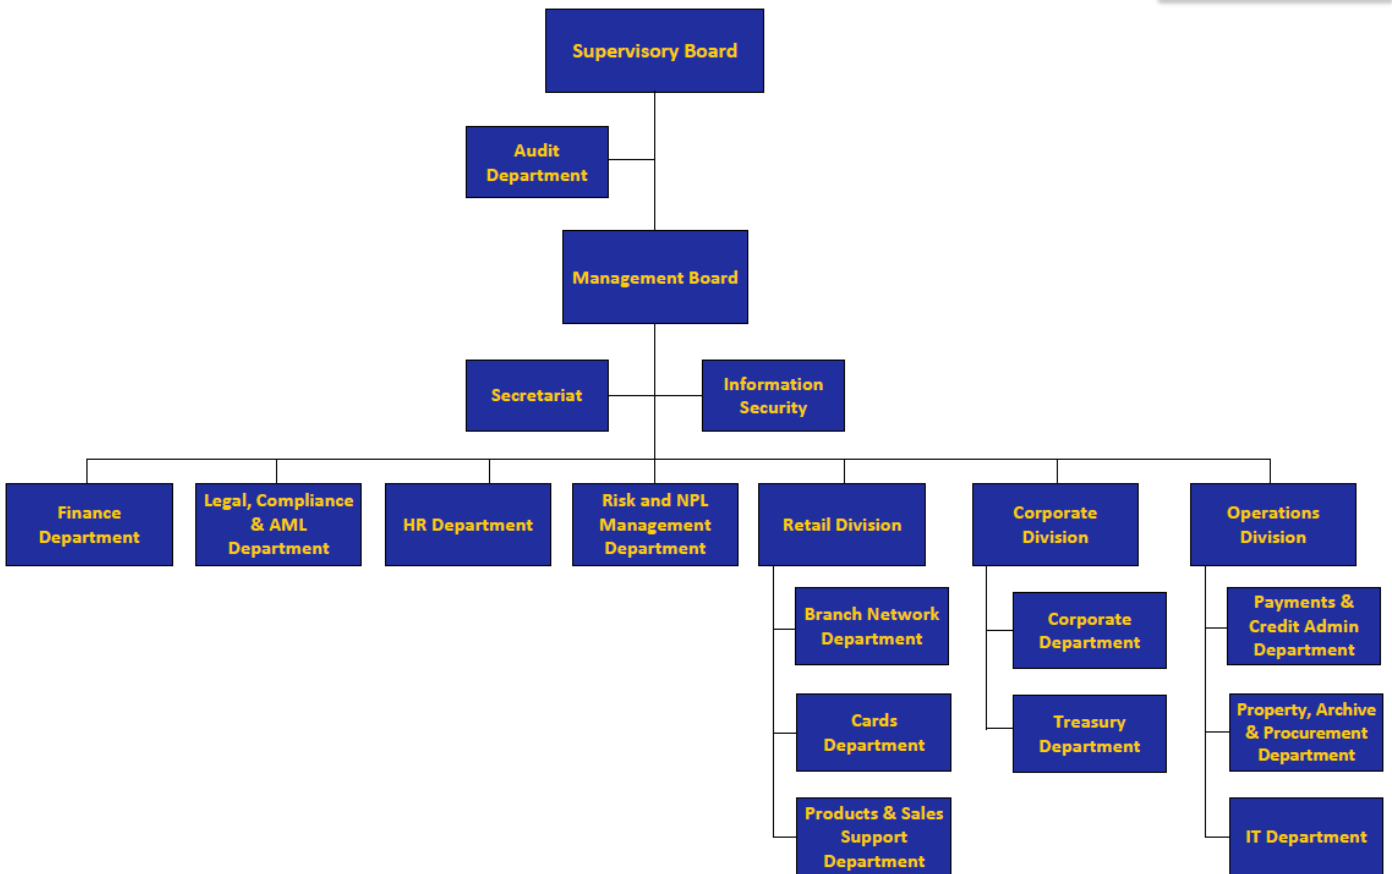 Supervisory Board
Audit
Department
Management Board
Secretariat
Information
Security
Finance
Department
Legal, Compliance
& AML
Department
HR Department
Risk and NPL
Management
Department
Retail Division
Corporate
Division
Operations
Division
Branch Network
Department
Cards
Department
Products & Sales
Support
Department
Corporate
Department
Treasury
Department
Payments &
Credit Admin
Department
Property, Archive
& Procurement
Department
IT Department